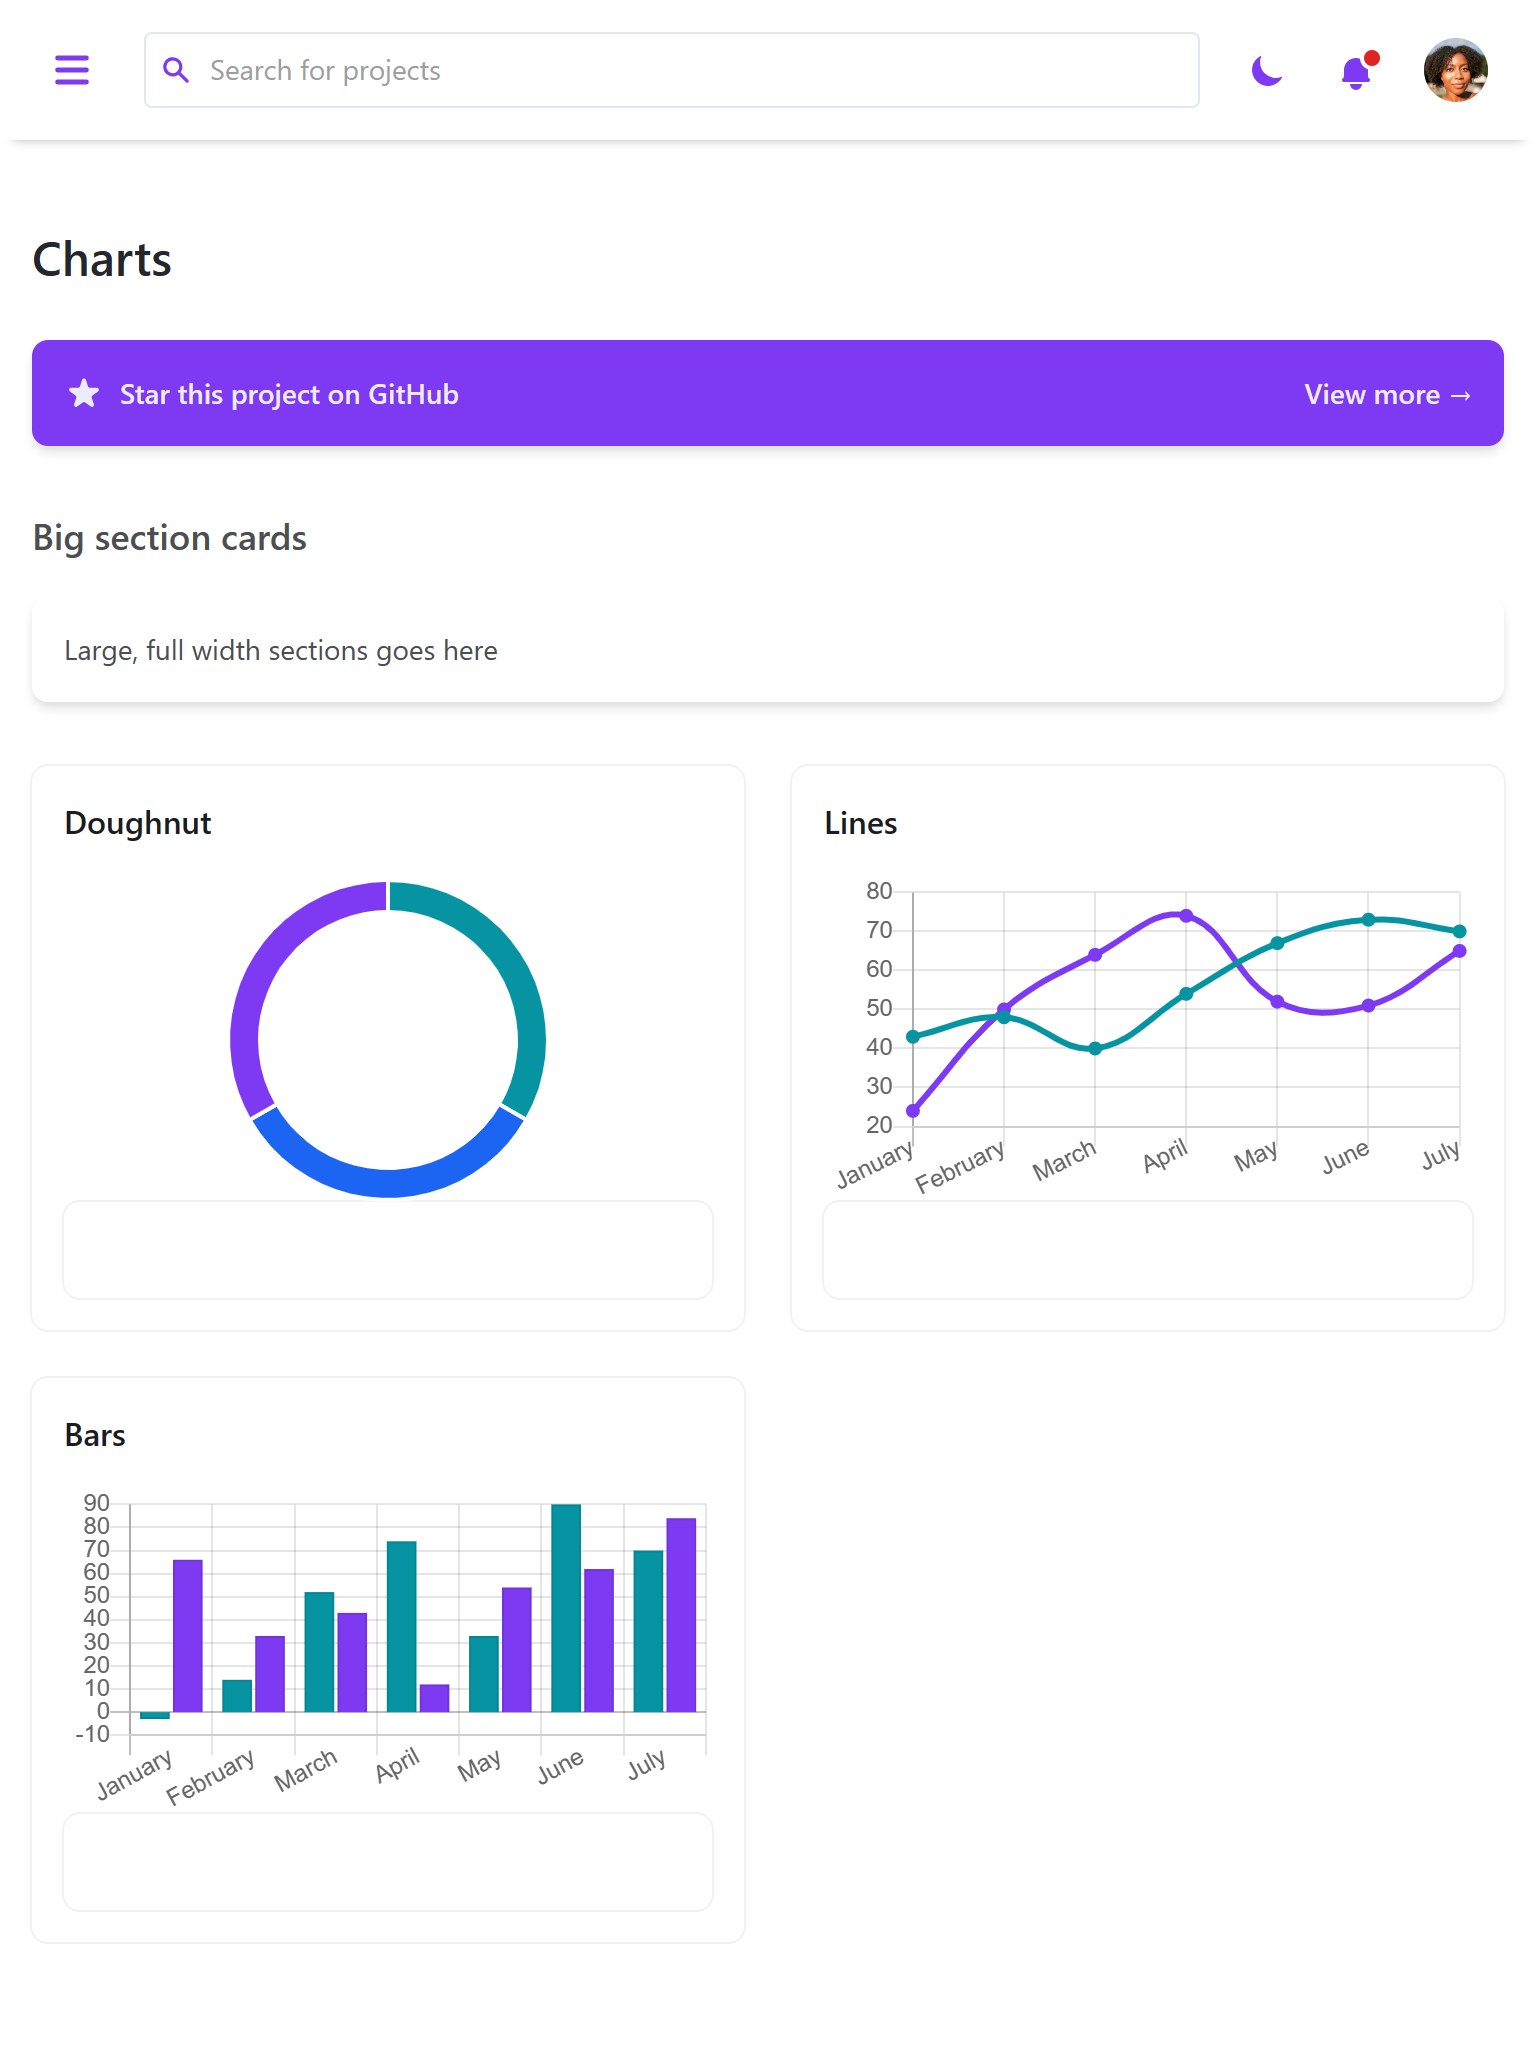 Search for projects
Charts
Star this project on GitHub
View more →
Big section cards
Large, full width sections goes here
Doughnut
Lines
80
70
60
50
40
30
20
January
February
March
April
May
June
July
Bars
90
80
70
60
50
40
30
20
10
0
-10
January
February
March
April
May
June
July